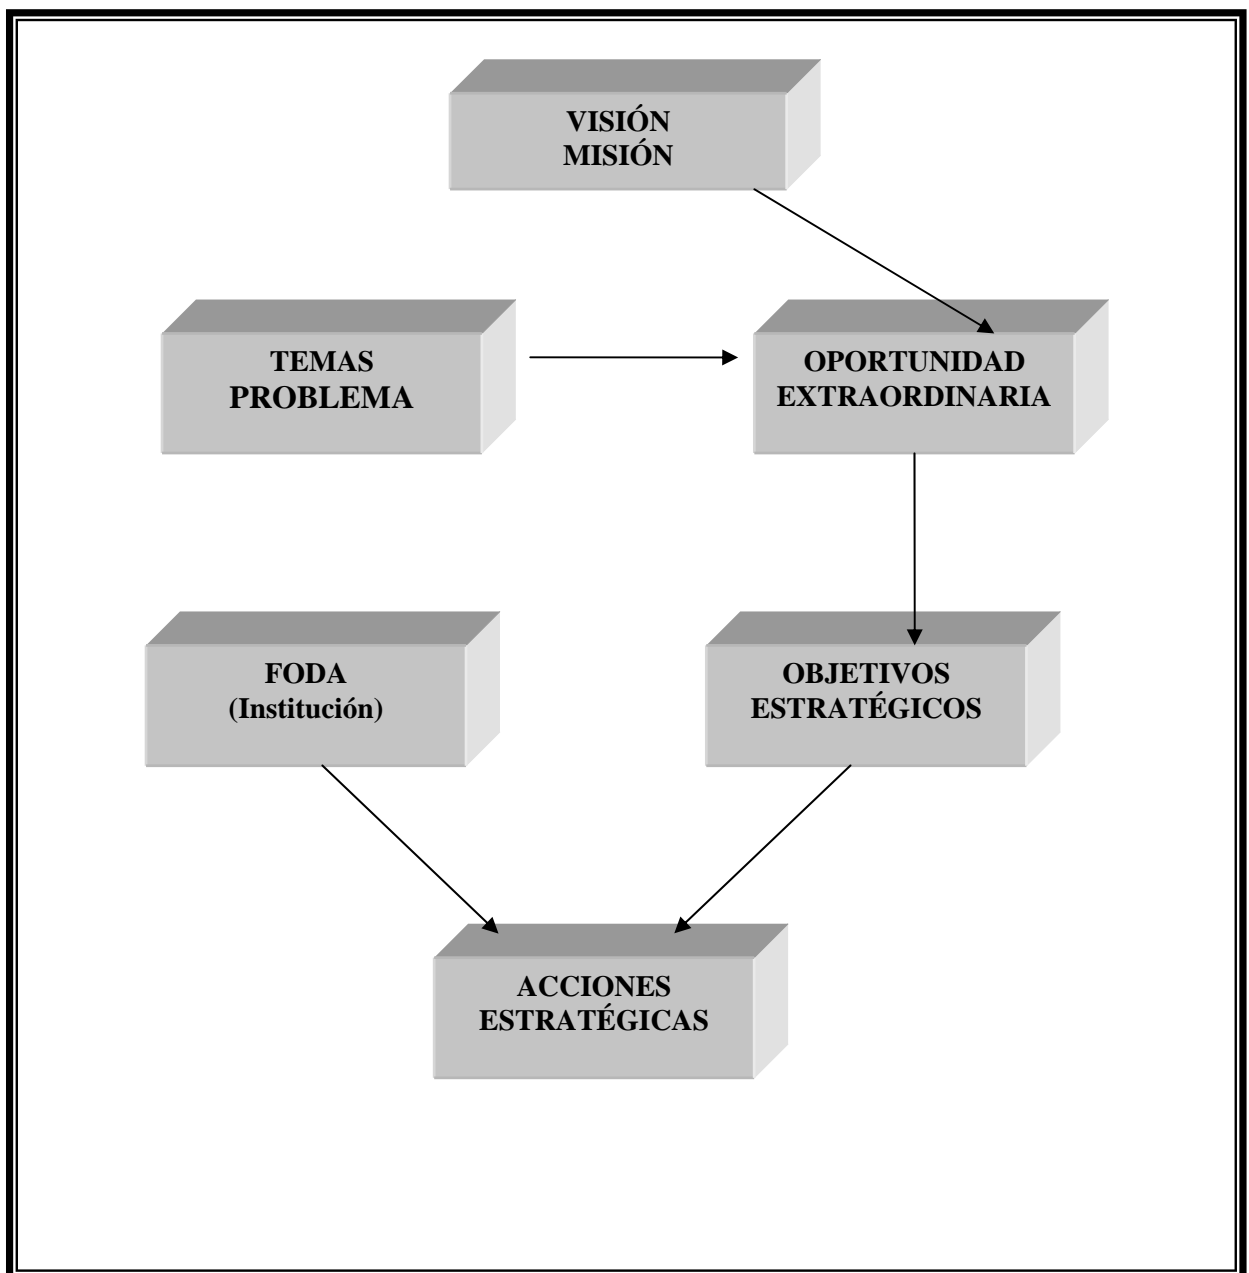 VISIÓN
MISIÓN
TEMAS
PROBLEMA
OPORTUNIDAD
EXTRAORDINARIA
FODA
(Institución)
OBJETIVOS
ESTRATÉGICOS
ACCIONES
ESTRATÉGICAS